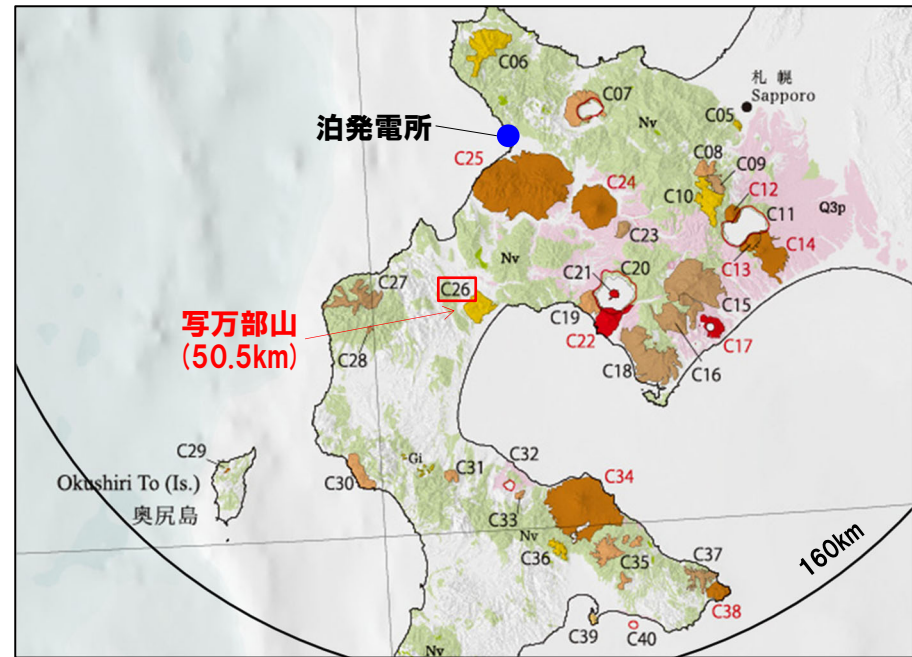 C06
C07
札幌
Sapporo
C05
Nv
泊発電所
C25
C08
C09
C24
C10
C12
C11
Q3p
C23
C14
C13
Nv
C21
C20
C27
C26
C15
C19
写万部山
(50.5km)
C22
C17
C28
C18
C16
C29
C32
C34
Okushiri To (Is.)
奥尻島
Gi
C30
C31
C33
Nv
C36
C35
C37
160km
C38
C39
C40
Nv